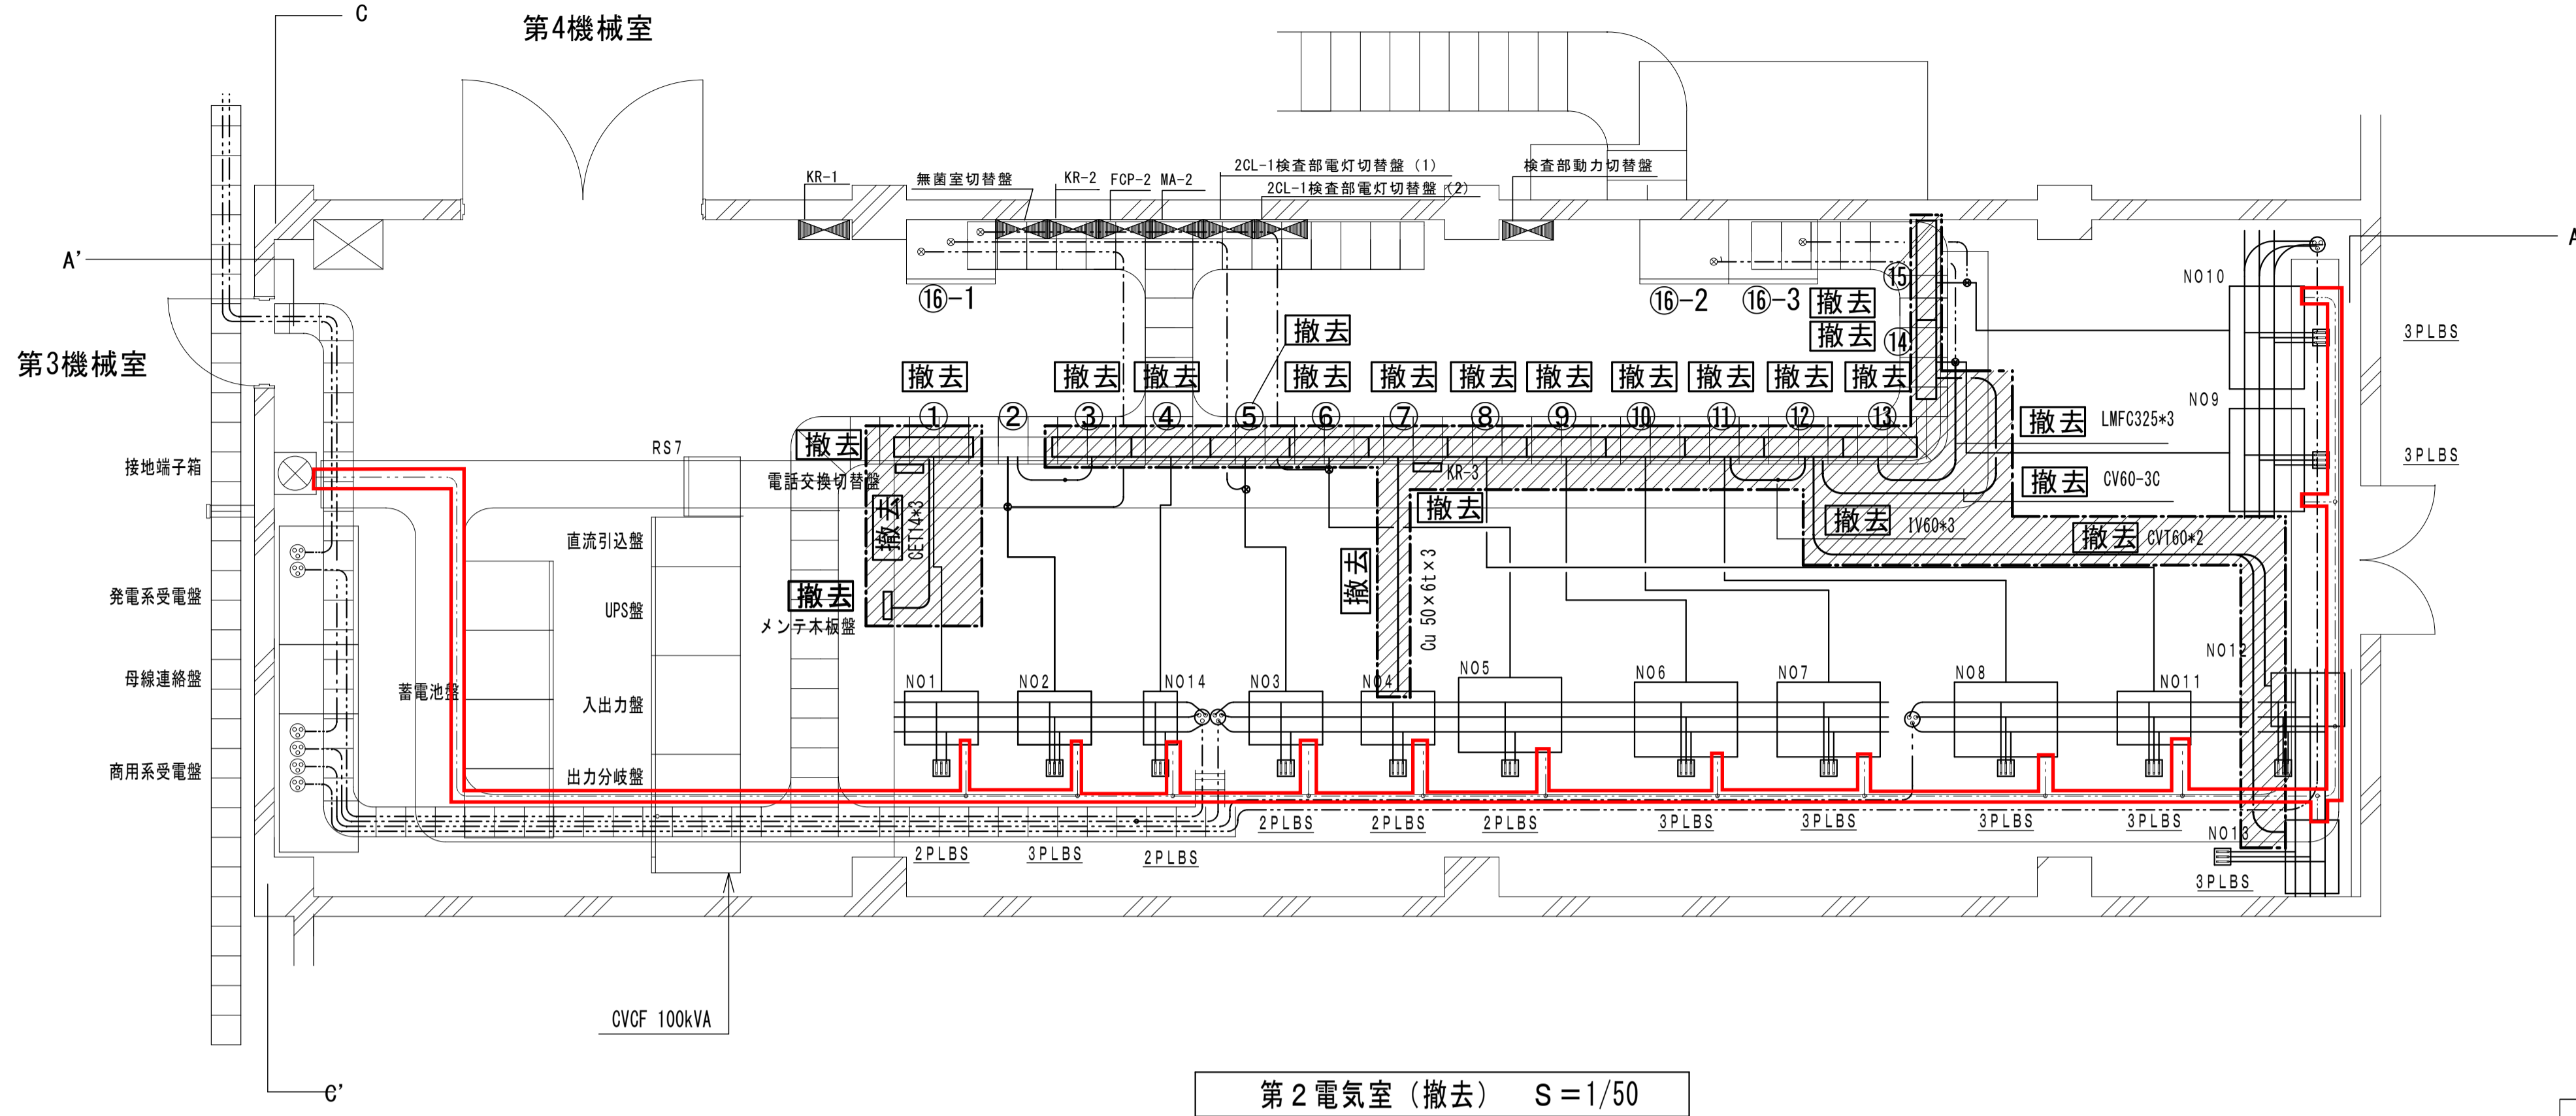 C
第4機械室
KR-1
無菌室切替盤
KR-2
FCP-2
MA-2
2CL-1検査部電灯切替盤（1）
2CL-1検査部電灯切替盤（2）
検査部動力切替盤
A'
A
第3機械室
⑯-1
⑯-2
⑯-3
⑮
撤去
撤去
⑭
NO10
3PLBS
NO9
3PLBS
撤去
撤去
撤去
撤去
撤去
撤去
撤去
撤去
撤去
撤去
撤去
撤去
撤去
①
②
③
④
⑤
⑥
⑦
⑧
⑨
⑩
⑪
⑫
⑬
撤去
LMFC325*3
撤去
CV60-3C
撤去
IV60*3
撤去
CVT60*2
接地端子箱
RS7
撤去
電話交換切替盤
撤去
CET14*3
KR-3
撤去
撤去
Cu 50×6t×3
直流引込盤
発電系受電盤
UPS盤
撤去
メンテ木板盤
母線連絡盤
蓄電池盤
入出力盤
商用系受電盤
出力分岐盤
NO1
NO2
NO14
NO3
NO4
NO5
NO6
NO7
NO8
NO11
NO12
NO13
2PLBS
3PLBS
2PLBS
2PLBS
2PLBS
2PLBS
3PLBS
3PLBS
3PLBS
3PLBS
3PLBS
CVCF 100kVA
C'
第２電気室（撤去）　Ｓ＝1/50